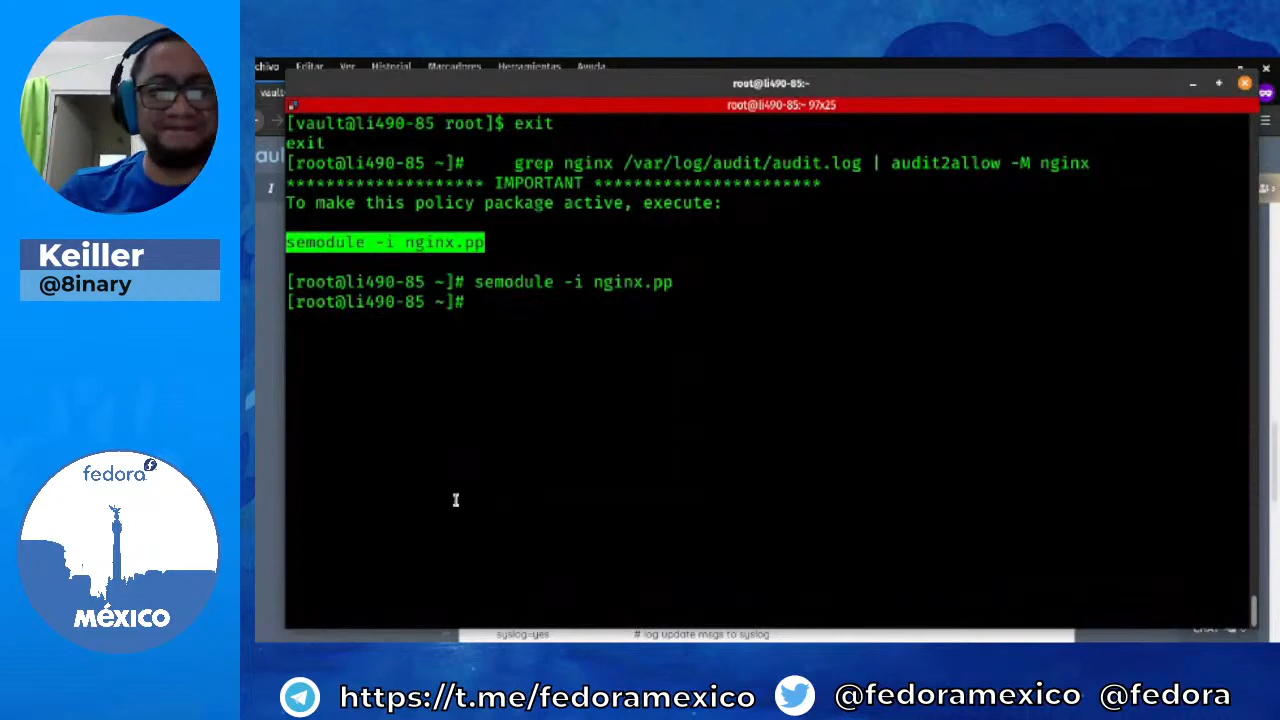 chivo Editar Ver Historial Marcadores Herramientas Ayuda
root@li490-85:~
vault
root@li490-85:~ 97x25
[vault@li490-85 root]$ exit
exit
[root@li490-85 ~]#     grep nginx /var/log/audit/audit.log | audit2allow -M nginx
******************** IMPORTANT ***********************
To make this policy package active, execute:
semodule -i nginx.pp
[root@li490-85 ~]# semodule -i nginx.pp
[root@li490-85 ~]#
aul
I
syslog=yes # log update msgs to syslog
Keiller
@8inary
fedora
MÉXICO
https://t.me/fedoramexico @fedoramexico @fedora